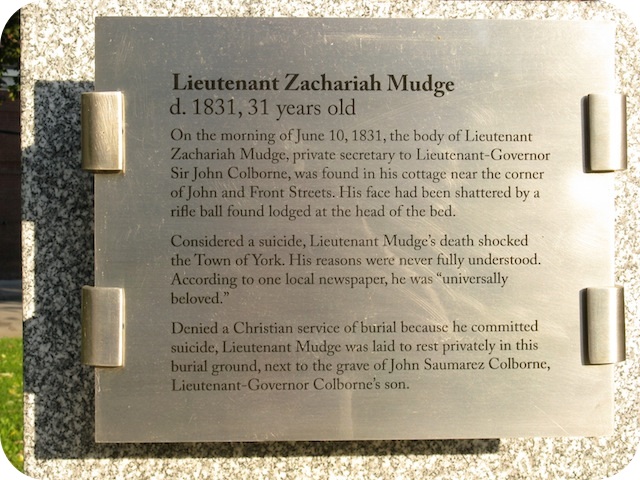 Lieutenant Zachariah Mudge
d. 1831, 31 years old
On the morning of June 10, 1831, the body of Lieutenant
Zachariah Mudge, private secretary to Lieutenant-Governor
Sir John Colborne, was found in his cottage near the corner
of John and Front Streets. His face had been shattered by a
rifle ball found lodged at the head of the bed.
Considered a suicide, Lieutenant Mudge's death shocked
the Town of York. His reasons were never fully understood.
According to one local newspaper, he was “universally
beloved.”
Denied a Christian service of burial because he committed
suicide, Lieutenant Mudge was laid to rest privately in this
burial ground, next to the grave of John Saumarez Colborne,
Lieutenant-Governor Colborne's son.